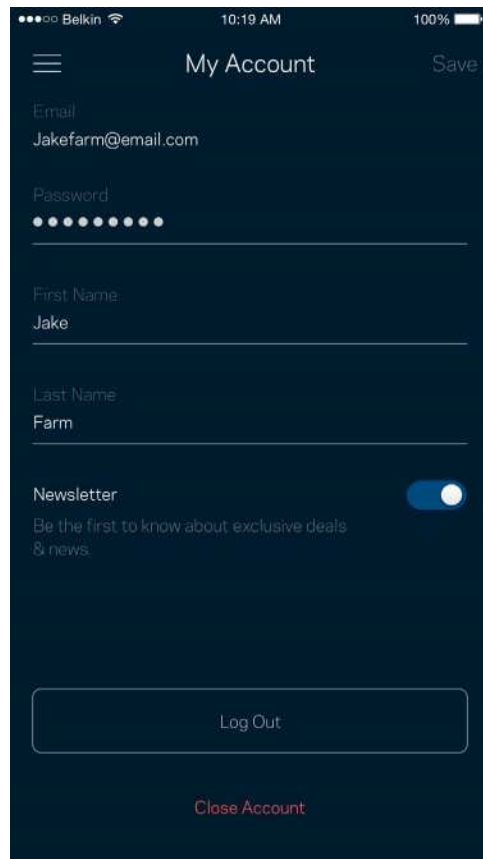 Belkin 10:19 AM 100%
My Account Save
Email
Jakefarm@email.com
Password
First Name
Jake
Last Name
Farm
Newsletter
Be the first to know about exclusive deals
& news.
Log Out
Close Account